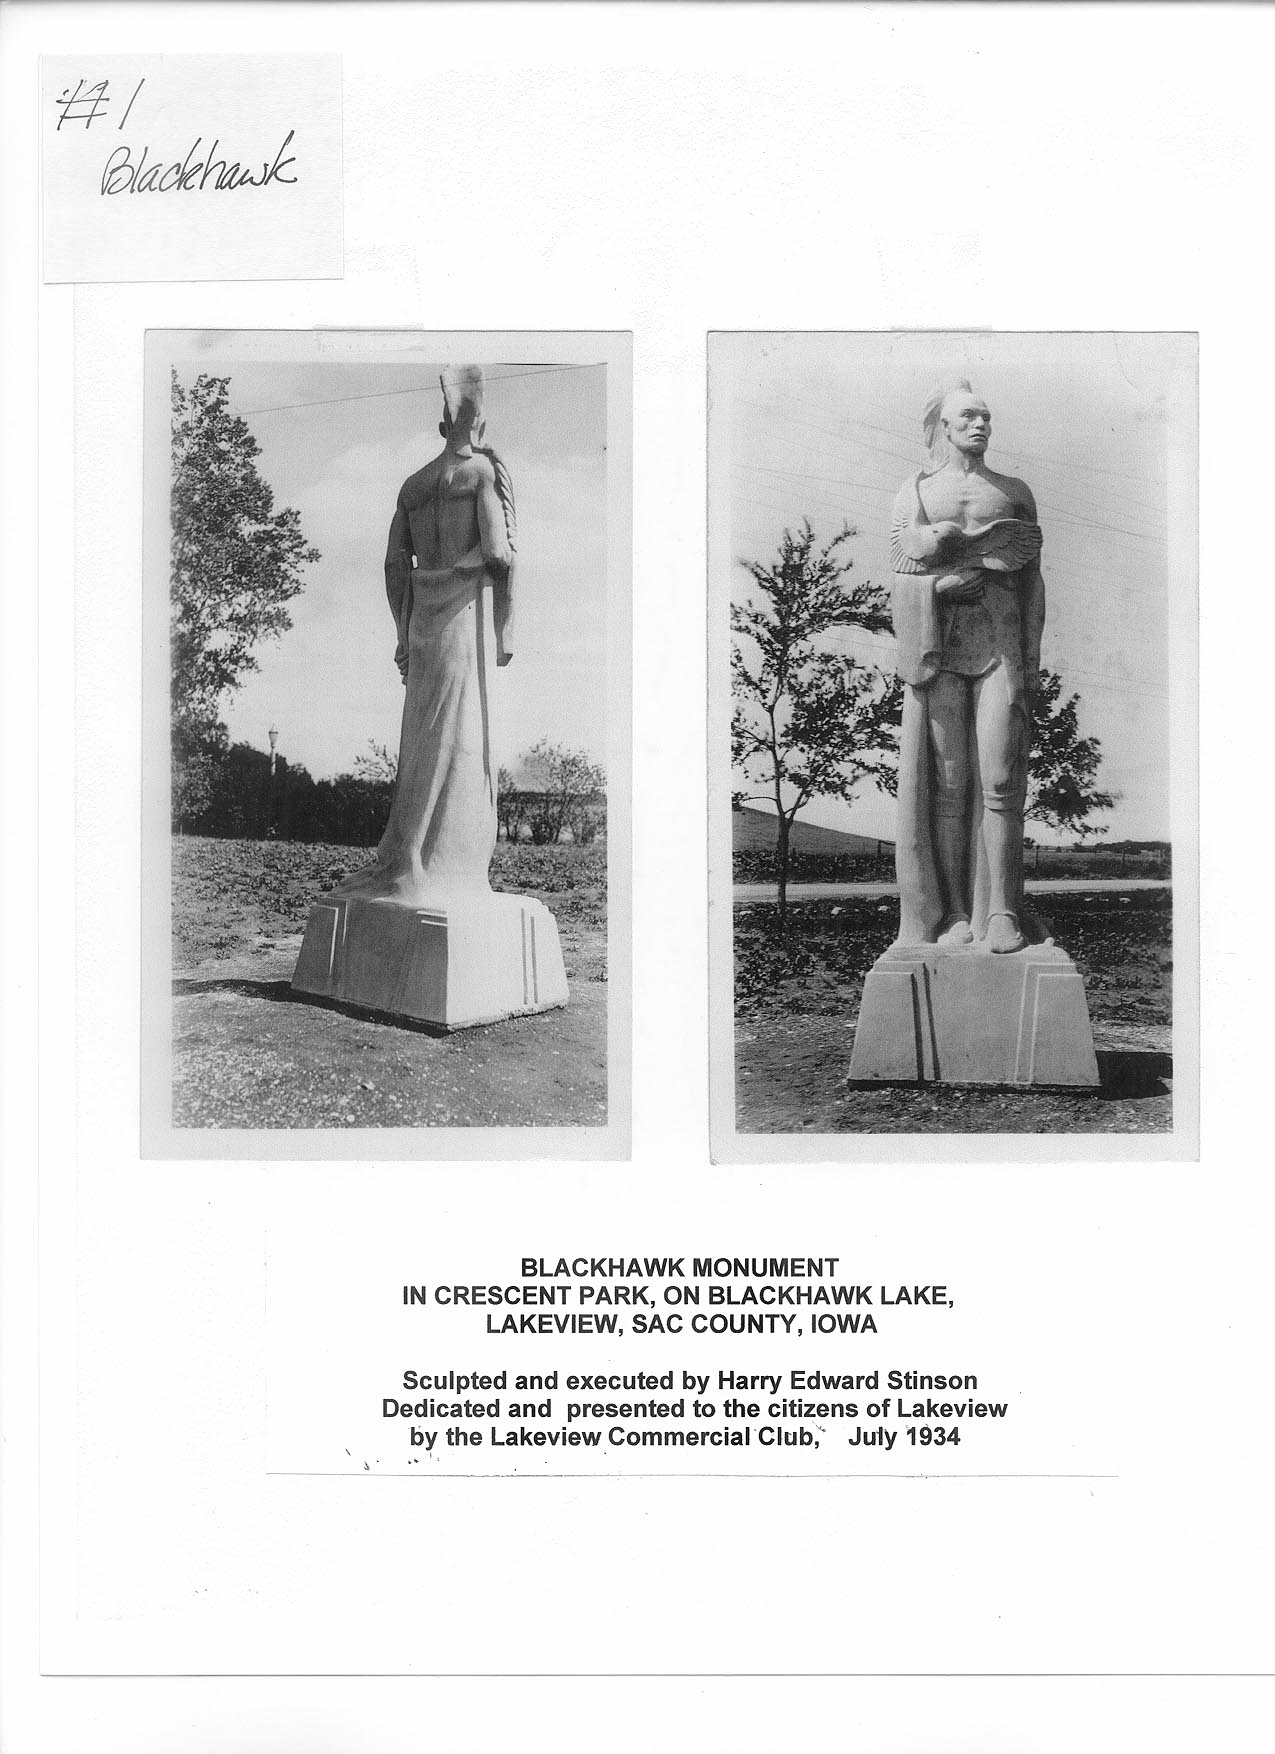 #1
Blackhawk
BLACKHAWK MONUMENT
IN CRESCENT PARK, ON BLACKHAWK LAKE,
LAKEVIEW, SAC COUNTY, IOWA
Sculpted and executed by Harry Edward Stinson
Dedicated and presented to the citizens of Lakeview
by the Lakeview Commercial Club, July 1934